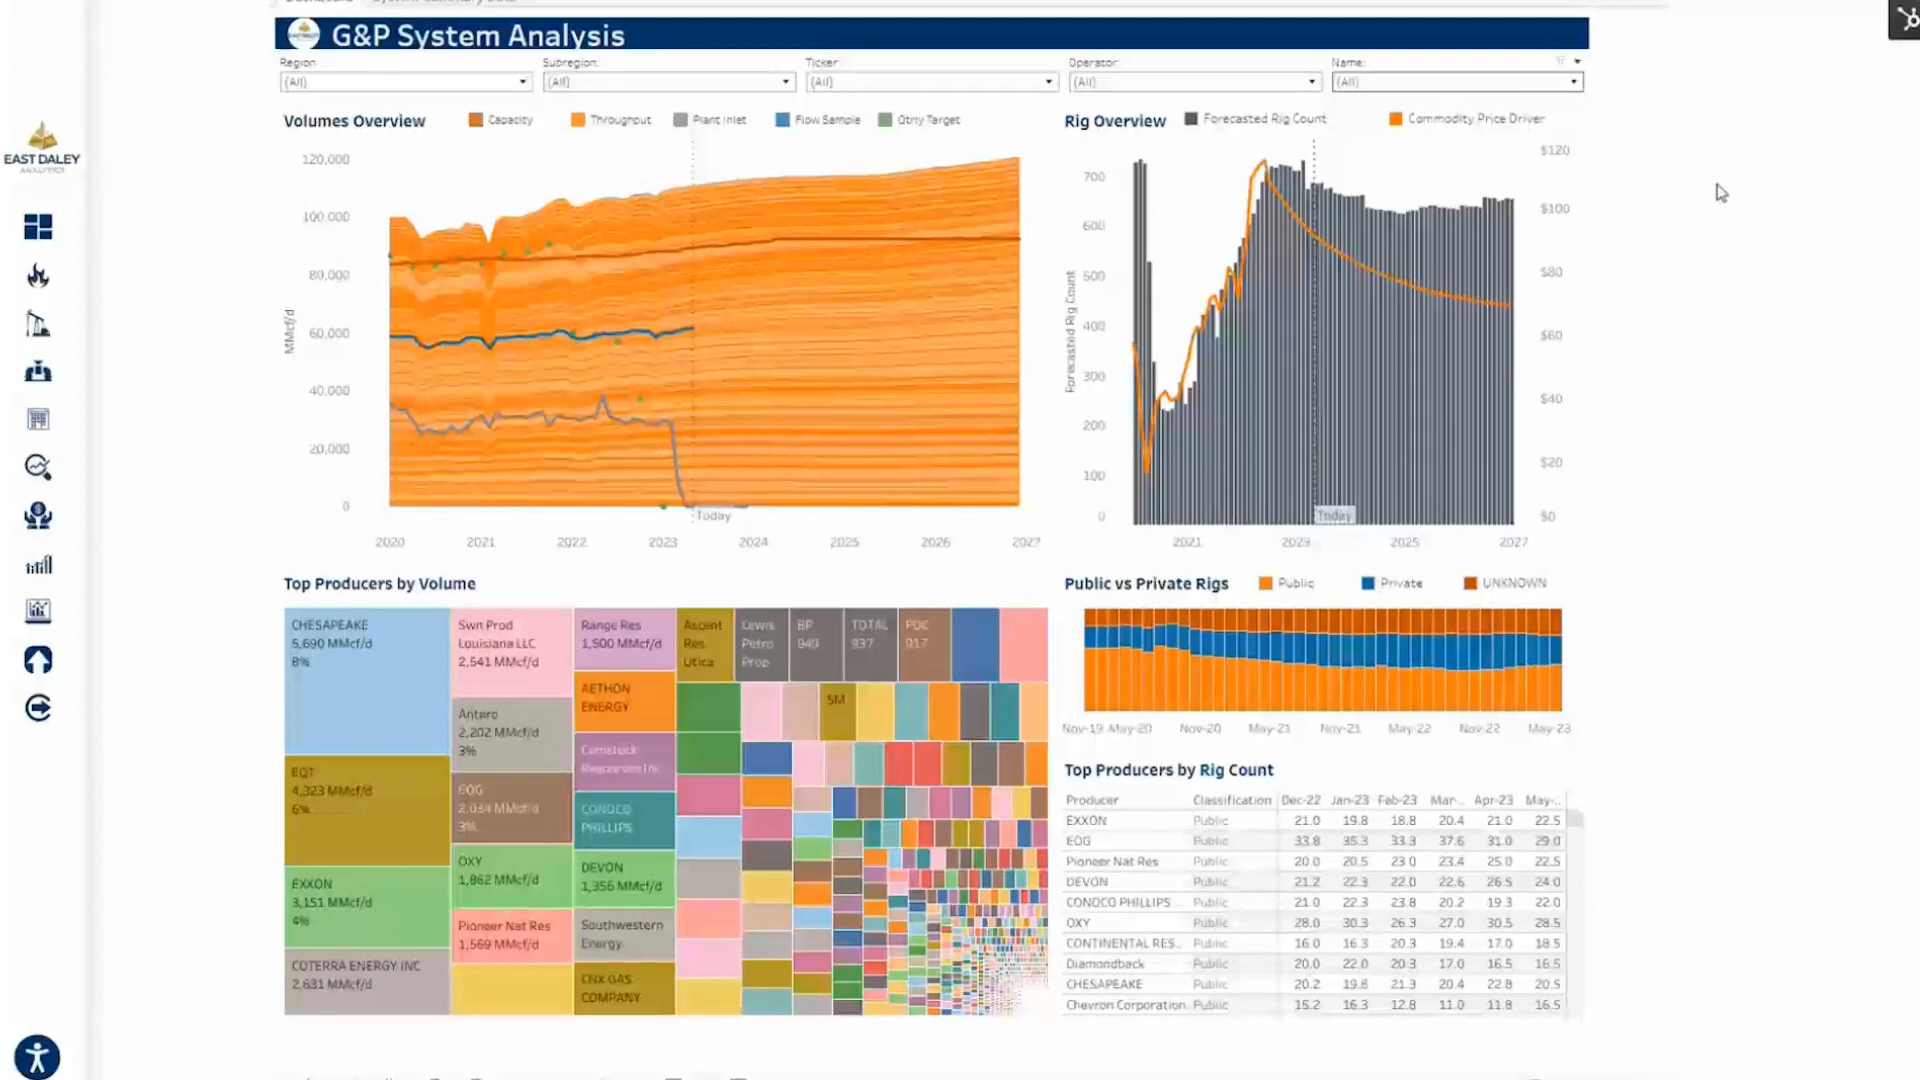 G&P System Analysis
Region: Subregion: Ticker: Operator: Name:
(All) (All) (All) (All) (All)
EAST DALEY
ANALYTICS
Volumes Overview Capacity Throughput Plant Inlet Flow Sample Qtrly Target
120,000
100,000
80,000
60,000
40,000
20,000
0
MMcf/d
Today
2020 2021 2022 2023 2024 2025 2026 2027
Rig Overview Forecasted Rig Count Commodity Price Driver
700
600
500
400
300
200
100
0
Forecasted Rig Count
$120
$100
$80
$60
$40
$20
$0
Today
2021 2023 2025 2027
Top Producers by Volume
CHESAPEAKE
5,690 MMcf/d
8%
EQT
4,323 MMcf/d
6%
EXXON
3,151 MMcf/d
4%
COTERRA ENERGY INC
2,631 MMcf/d
Swn Prod
Louisiana LLC
2,541 MMcf/d
Antero
2,202 MMcf/d
3%
EOG
2,034 MMcf/d
3%
OXY
1,862 MMcf/d
Pioneer Nat Res
1,569 MMcf/d
Range Res
1,500 MMcf/d
AETHON
ENERGY
Comstock
Resources Inc
CONOCO
PHILLIPS
DEVON
1,356 MMcf/d
Southwestern
Energy
CNX GAS
COMPANY
Ascent
Res
Utica
Lewis
Petro
Prop
BP
949
TOTAL
937
PDC
917
SM
Public vs Private Rigs Public Private UNKNOWN
Nov-19 May-20 Nov-20 May-21 Nov-21 May-22 Nov-22 May-23
Top Producers by Rig Count
Producer Classification Dec-22 Jan-23 Feb-23 Mar-.. Apr-23 May-..
EXXON Public 21.0 19.8 18.8 20.4 21.0 22.5
EOG Public 33.8 35.3 33.3 37.6 31.0 29.0
Pioneer Nat Res Public 20.0 20.5 23.0 23.4 25.0 22.5
DEVON Public 21.2 22.3 22.0 22.6 26.5 24.0
CONOCO PHILLIPS Public 21.0 22.3 23.8 20.2 19.3 22.0
OXY Public 28.0 30.3 26.3 27.0 30.5 28.5
CONTINENTAL RES.. Public 16.0 16.3 20.3 19.4 17.0 18.5
Diamondback Public 20.0 22.0 20.3 17.0 16.5 16.5
CHESAPEAKE Public 20.2 19.8 21.3 20.4 22.8 20.5
Chevron Corporation Public 15.2 16.3 12.8 11.0 11.8 16.5